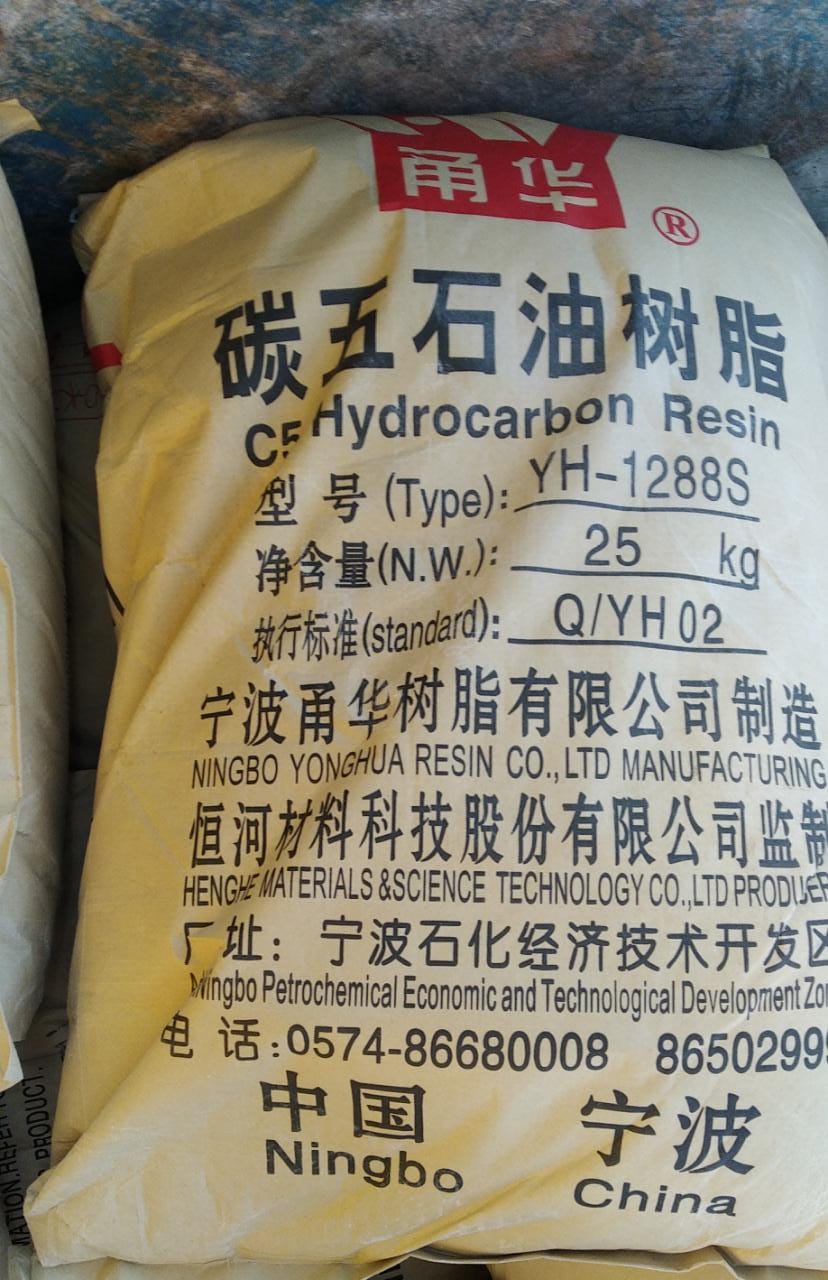 甬华
®
碳五石油树脂
C5 Hydrocarbon Resin
型号(Type): YH-1288S
净含量(N.W.): 25 kg
执行标准(standard): Q/YH 02
宁波甬华树脂有限公司制造
NINGBO YONGHUA RESIN CO.,LTD MANUFACTURING
恒河材料科技股份有限公司监制
HENGHE MATERIALS &SCIENCE TECHNOLOGY CO.,LTD
厂址: 宁波石化经济技术开发区
Ningbo Petrochemical Economic and Technological Development
电话:0574-86680008 8650299
中国 宁波
Ningbo China
PRODUCT.